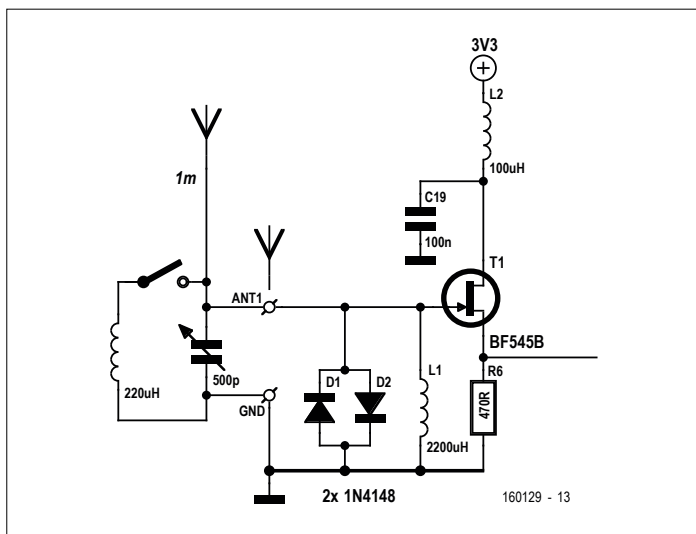 3V3
L2
100uH
1m
C19
100n
T1
ANT1
BF545B
500p
220uH
GND
D1
D2
L1
R6
470R
2200uH
2x 1N4148
160129 - 13